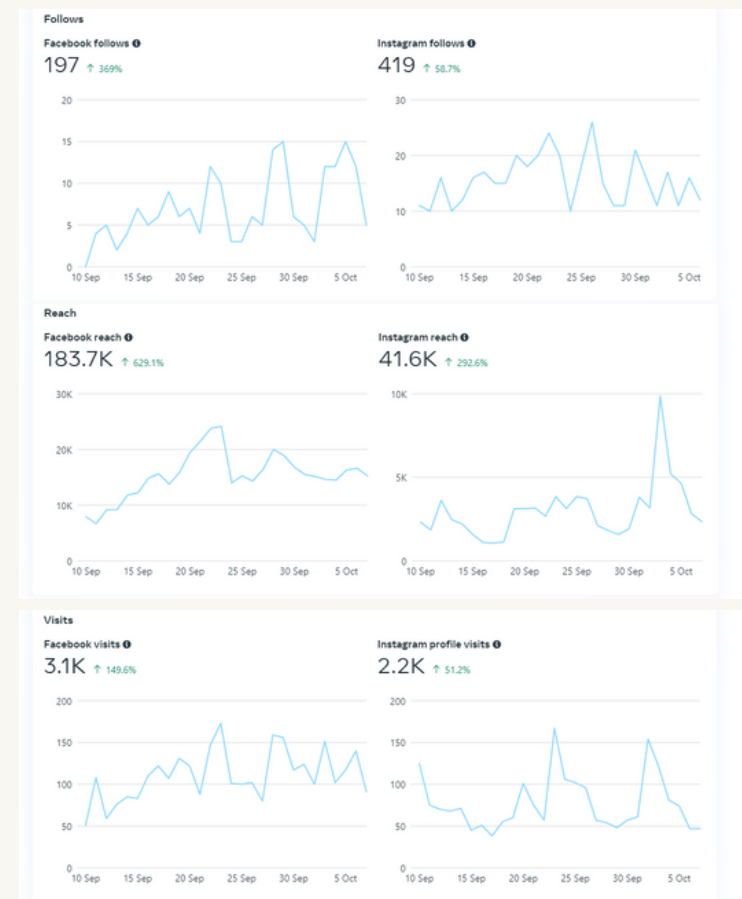 Follows
Facebook follows
197 ↑ 369%
20
15
10
5
0
10 Sep 15 Sep 20 Sep 25 Sep 30 Sep 5 Oct
Instagram follows
419 ↑ 58.7%
30
20
10
0
10 Sep 15 Sep 20 Sep 25 Sep 30 Sep 5 Oct
Reach
Facebook reach
183.7K ↑ 629.1%
30K
20K
10K
0
10 Sep 15 Sep 20 Sep 25 Sep 30 Sep 5 Oct
Instagram reach
41.6K ↑ 292.6%
10K
5K
0
10 Sep 15 Sep 20 Sep 25 Sep 30 Sep 5 Oct
Visits
Facebook visits
3.1K ↑ 149.6%
200
150
100
50
0
10 Sep 15 Sep 20 Sep 25 Sep 30 Sep 5 Oct
Instagram profile visits
2.2K ↑ 51.2%
200
150
100
50
0
10 Sep 15 Sep 20 Sep 25 Sep 30 Sep 5 Oct